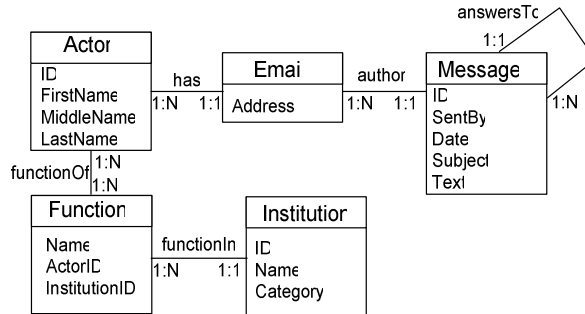 answersTo
Actor
ID
FirstName
MiddleName
LastName
has
1:N
1:1
Email
Address
author
1:N
1:1
1:1
Message
ID
SentBy
Date
Subject
Text
1:N
functionOf
1:N
1:N
Function
Name
ActorID
InstitutionID
functionIn
1:N
1:1
Institution
ID
Name
Category